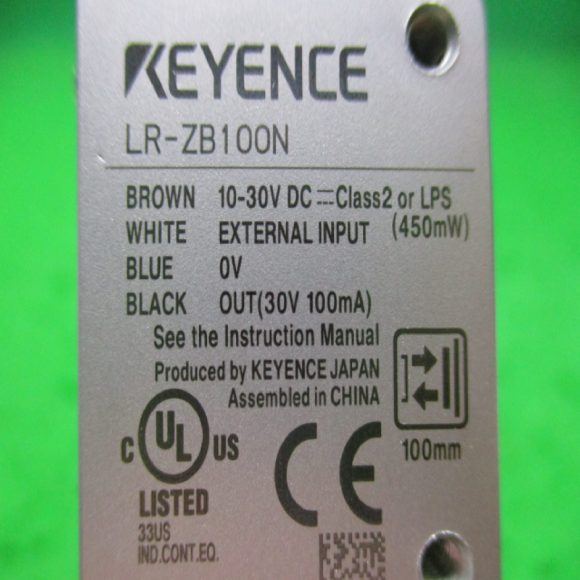 KEYENCE
LR-ZB100N
BROWN 10-30V DC ⎓Class2 or LPS
WHITE EXTERNAL INPUT (450mW)
BLUE 0V
BLACK OUT(30V 100mA)
See the Instruction Manual
Produced by KEYENCE JAPAN
Assembled in CHINA
100mm
C UL US
CE
LISTED
33US
IND.CONT.EQ.